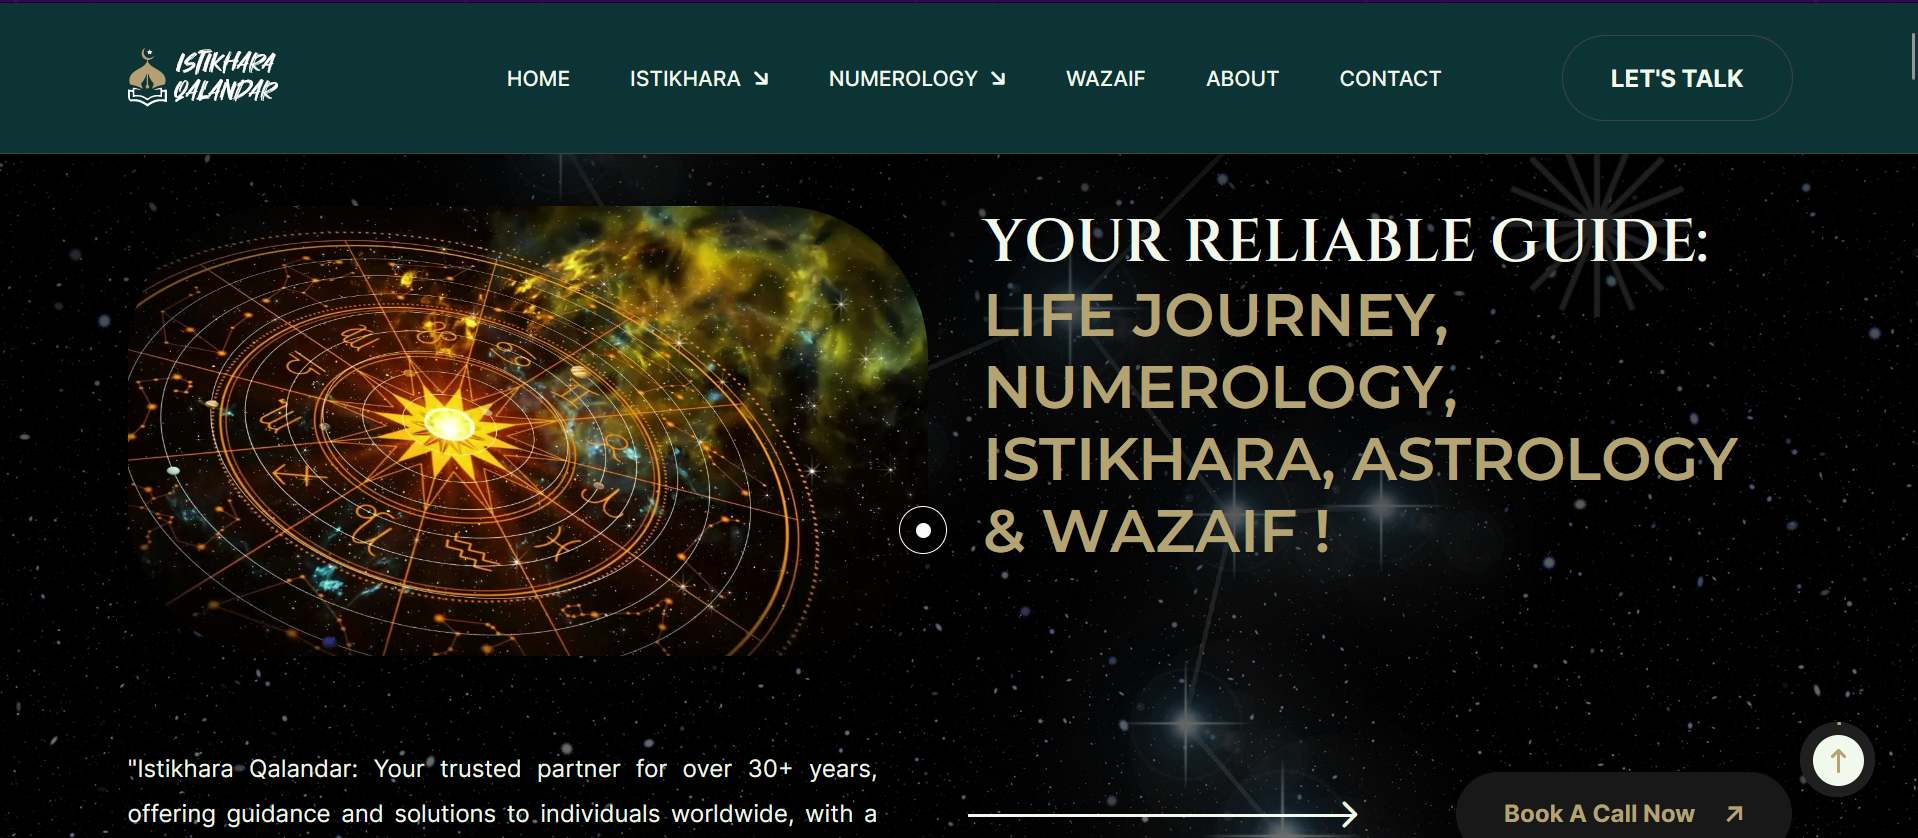 ISTIKHARA
QALANDAR
HOME
ISTIKHARA
NUMEROLOGY
WAZAIF
ABOUT
CONTACT
LET'S TALK
YOUR RELIABLE GUIDE:
LIFE JOURNEY,
NUMEROLOGY,
ISTIKHARA, ASTROLOGY
& WAZAIF !
"Istikhara Qalandar: Your trusted partner for over 30+ years,
offering guidance and solutions to individuals worldwide, with a
Book A Call Now